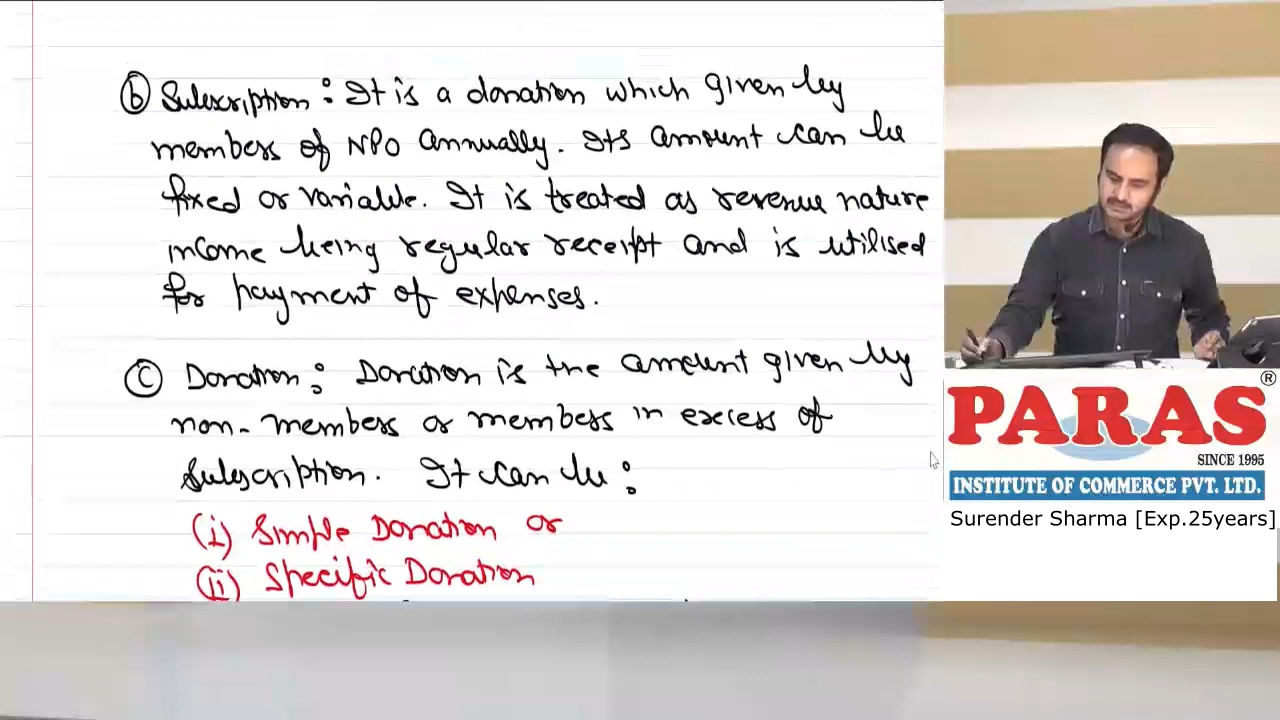 (b) Subscription : It is a donation which given by
members of NPO annually. Its amount can be
fixed or variable. It is treated as revenue nature
income being regular receipt and is utilised
for payment of expenses.
(c) Donation : Donation is the amount given by
non-members or members in excess of
subscription. It can be :
(i) Simple Donation or
(ii) Specific Donation
PARAS®
SINCE 1995
INSTITUTE OF COMMERCE PVT. LTD.
Surender Sharma [Exp.25years]